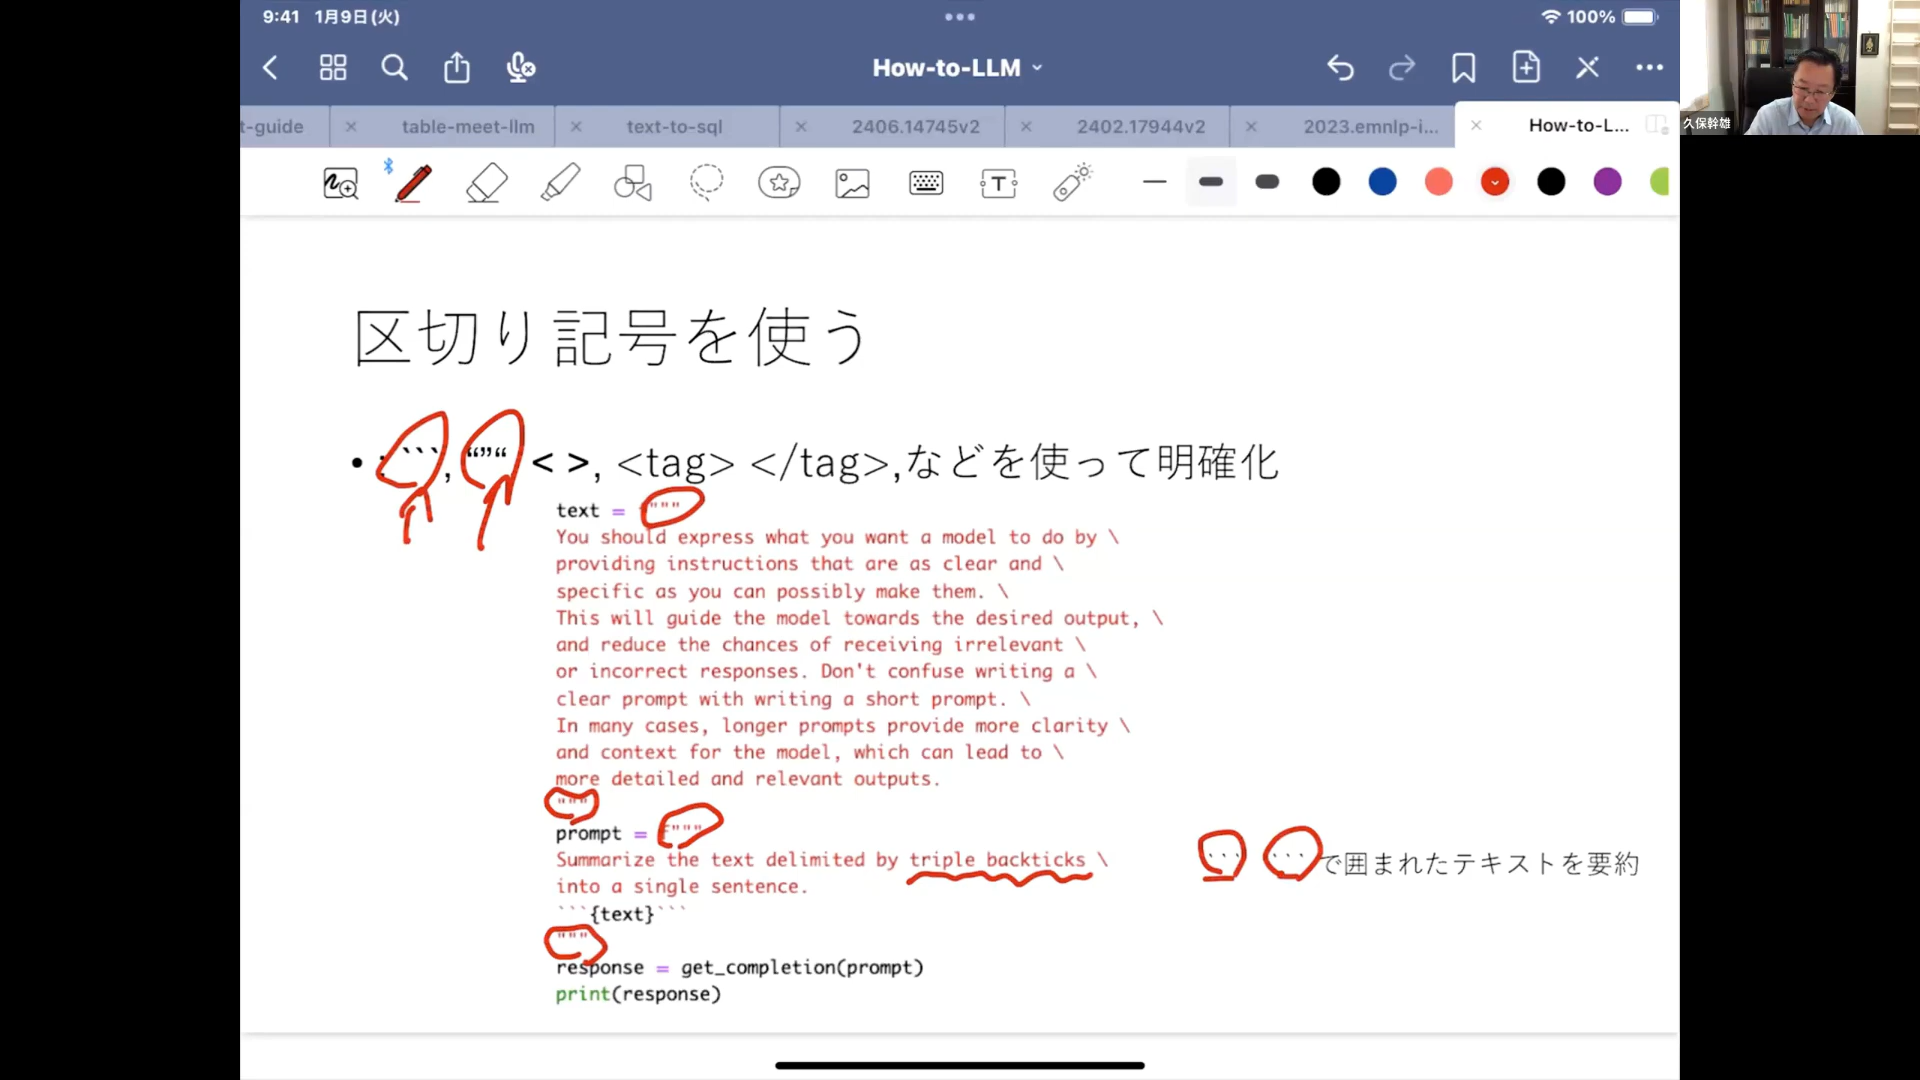 9:41 1月9日(火)
100%
How-to-LLM
t-guide
table-meet-llm
text-to-sql
2406.14745v2
2402.17944v2
2023.emnlp-i...
How-to-L...
久保幹雄
区切り記号を使う
• ```, “”“ < >, <tag> </tag>,などを使って明確化
text = f"""
You should express what you want a model to do by \
providing instructions that are as clear and \
specific as you can possibly make them. \
This will guide the model towards the desired output, \
and reduce the chances of receiving irrelevant \
or incorrect responses. Don't confuse writing a \
clear prompt with writing a short prompt. \
In many cases, longer prompts provide more clarity \
and context for the model, which can lead to \
more detailed and relevant outputs.
"""
prompt = f"""
Summarize the text delimited by triple backticks \
into a single sentence.
```{text}```
"""
response = get_completion(prompt)
print(response)
``` ```で囲まれたテキストを要約